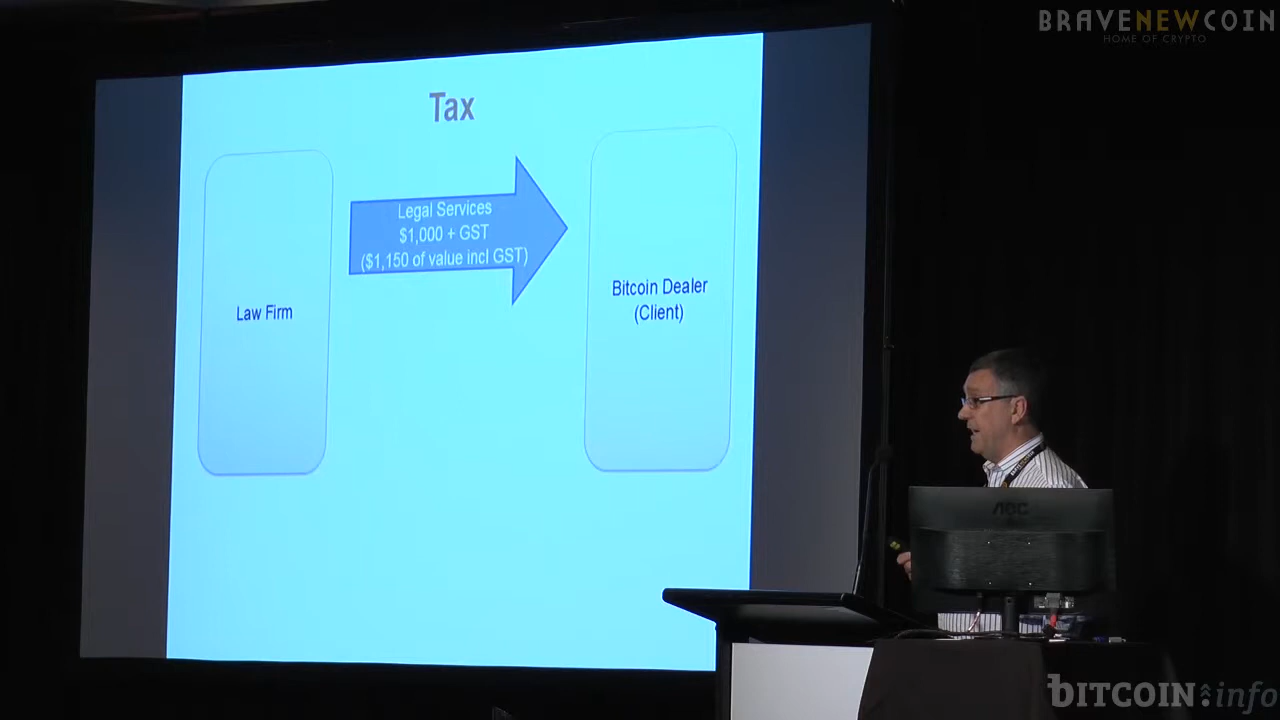 BRAVENEWCOIN
HOME OF CRYPTO
Tax
Legal Services
$1,000 + GST
($1,150 of value incl GST)
Law Firm
Bitcoin Dealer
(Client)
AOC
BITCOIN:info